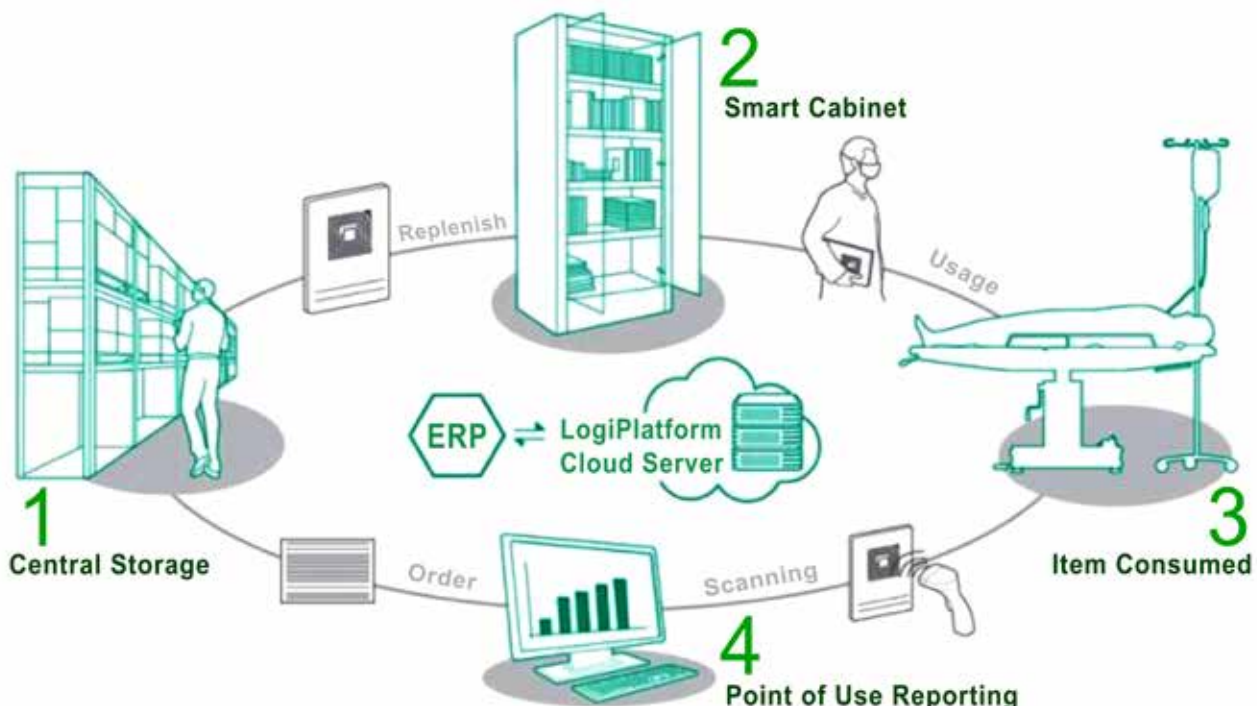 2
Smart Cabinet
Replenish
Usage
ERP
LogiPlatform
Cloud Server
1
Central Storage
3
Item Consumed
Order
Scanning
4
Point of Use Reporting